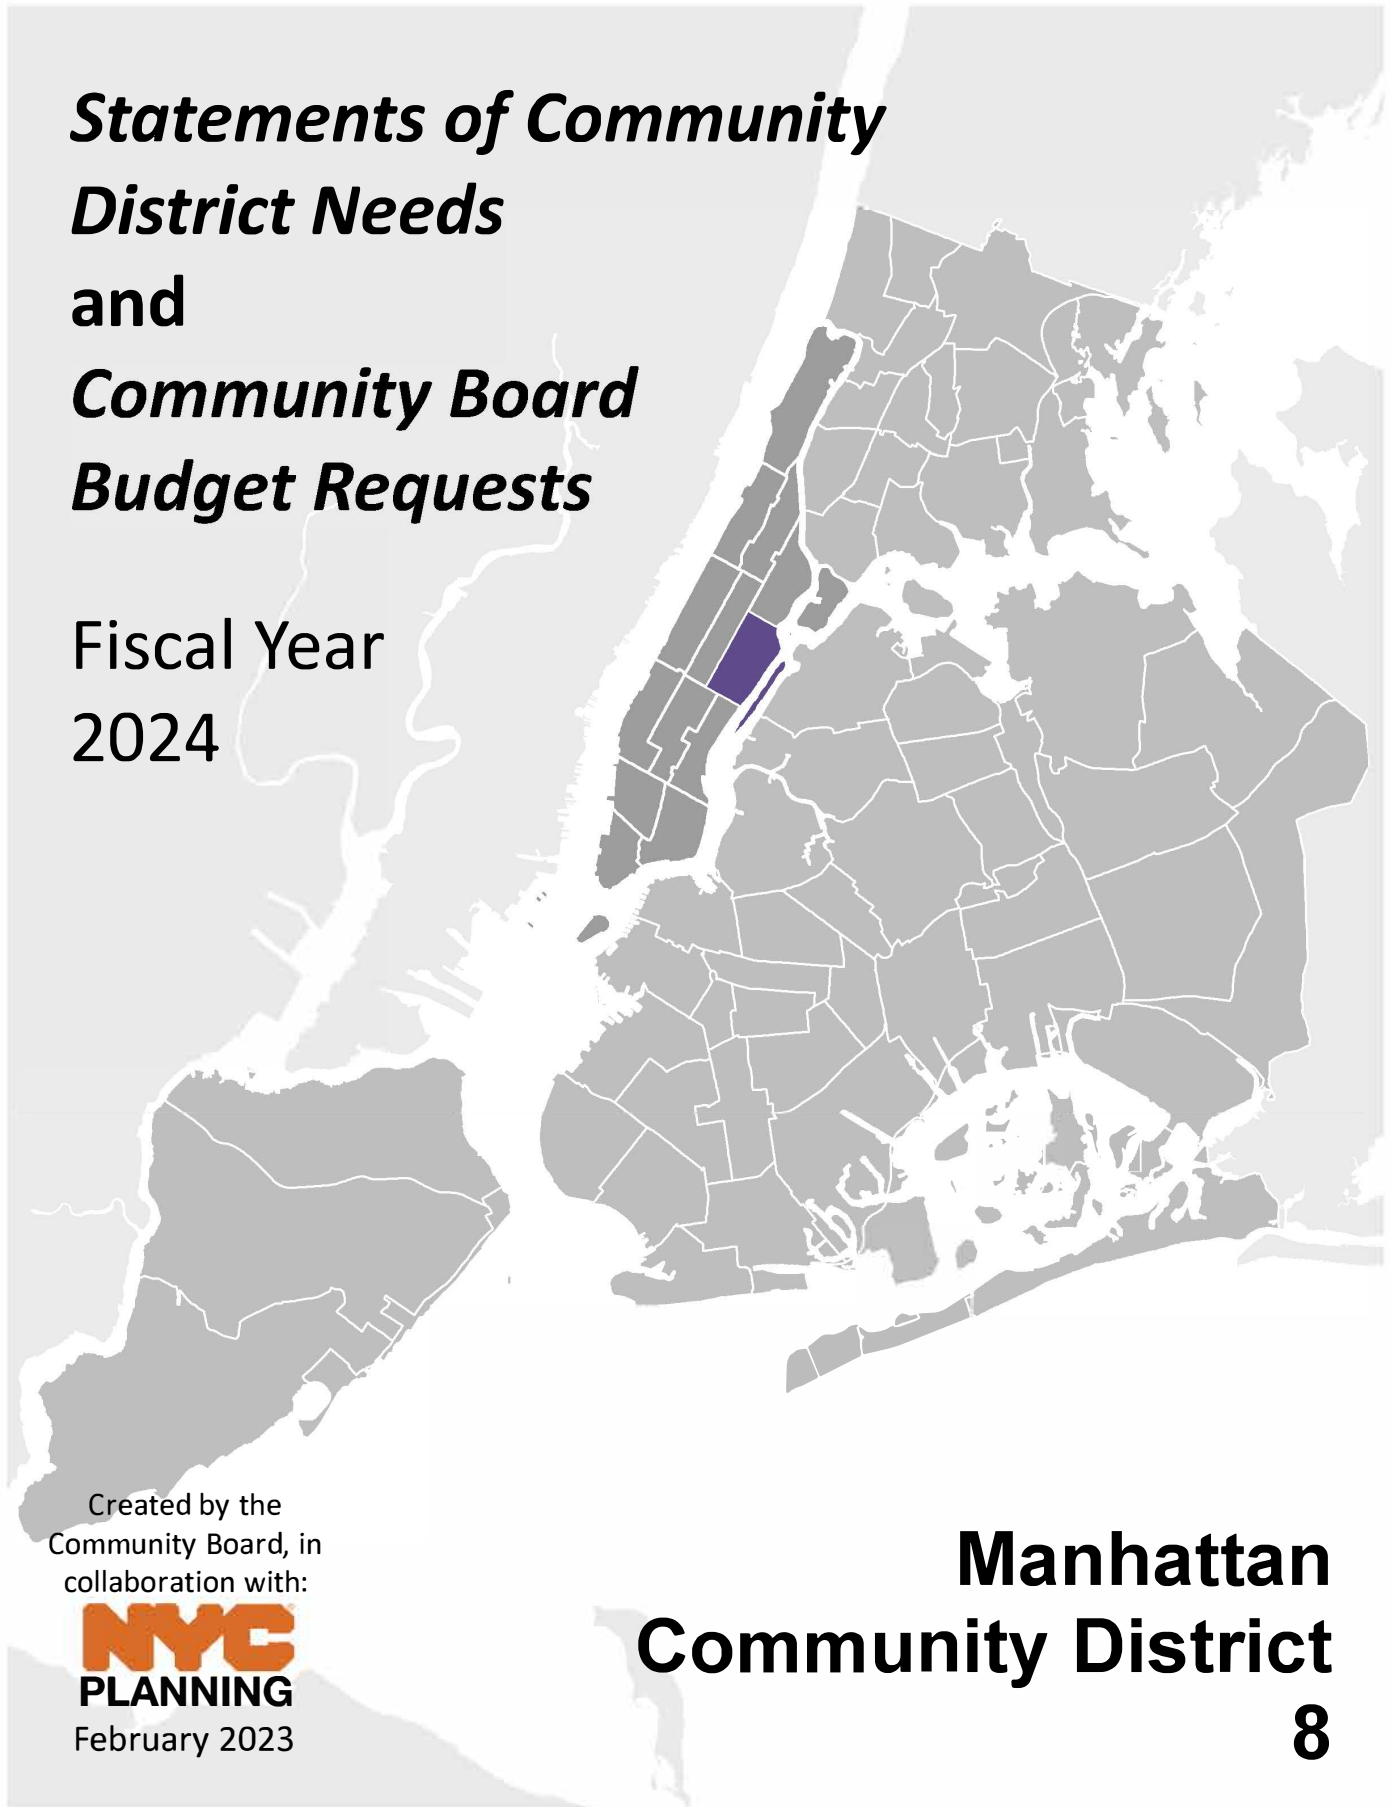 Statements of Community
District Needs
and
Community Board
Budget Requests
Fiscal Year
2024
Created by the
Community Board, in
collaboration with:
NYC
PLANNING
February 2023
Manhattan
Community District
8